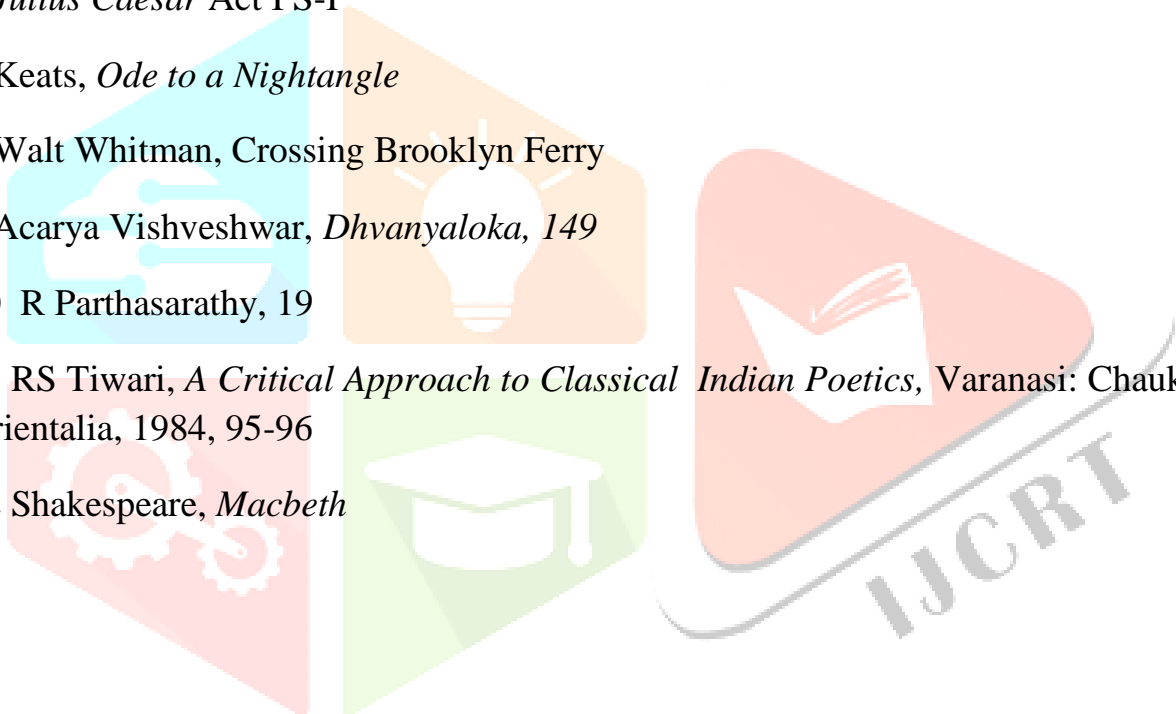 Julius Caesar Act I S-I
Keats, Ode to a Nightangle
Walt Whitman, Crossing Brooklyn Ferry
Acarya Vishveshwar, Dhvanyaloka, 149
R Parthasarathy, 19
RS Tiwari, A Critical Approach to Classical Indian Poetics, Varanasi: Chauk
rientalia, 1984, 95-96
Shakespeare, Macbeth
IJCRT